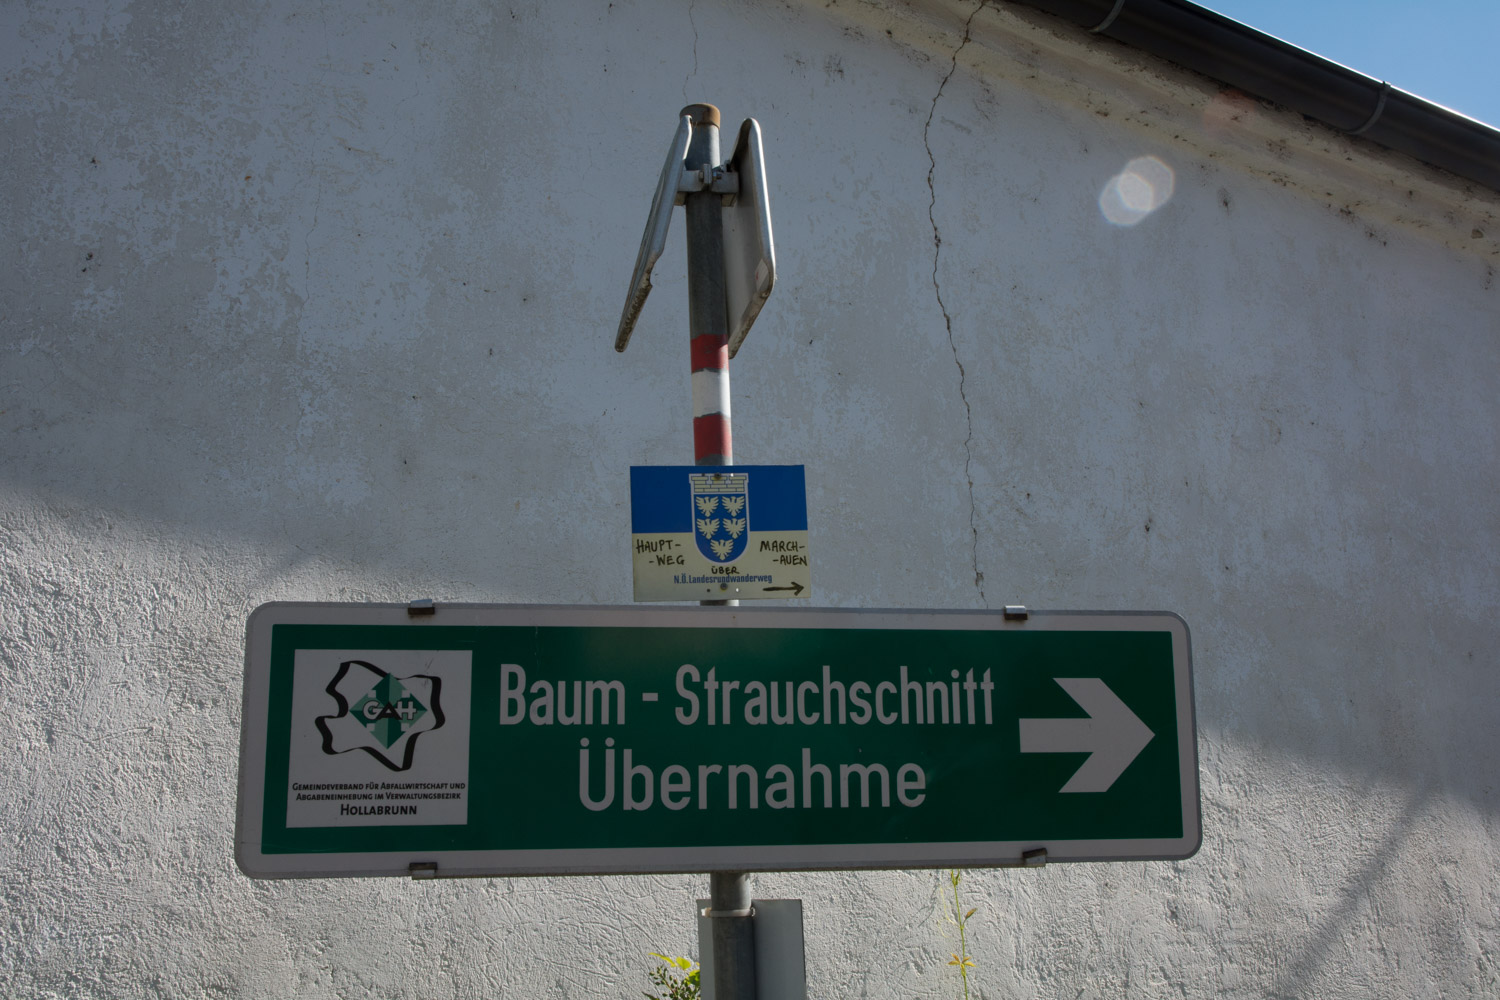 HAUPT-
-WEG
MARCH-
-AUEN
ÜBER
N.Ö. Landesrundwanderweg
GAH
GEMEINDEVERBAND FÜR ABFALLWIRTSCHAFT UND
ABGABENEINHEBUNG IM VERWALTUNGSBEZIRK
HOLLABRUNN
Baum - Strauchschnitt
Übernahme